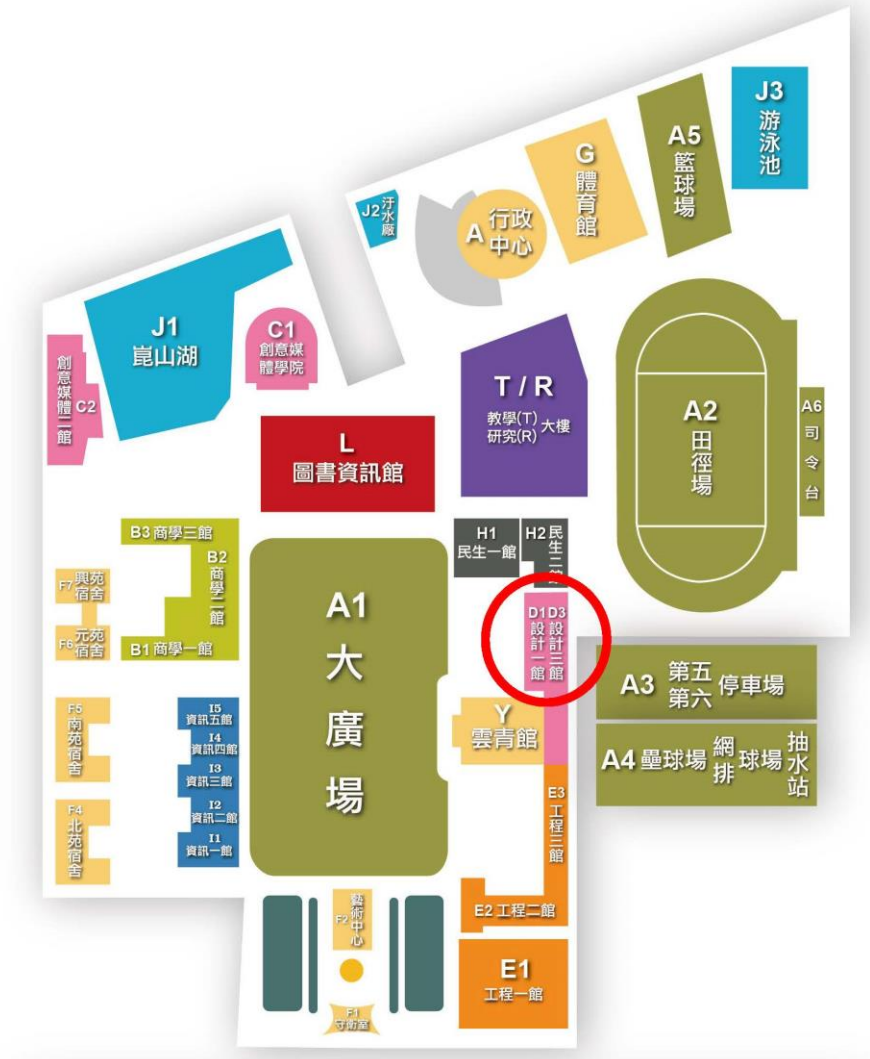 J3
游泳池
A5
籃球場
G
體育館
J2 汙水廠
A 行政
中心
J1
崑山湖
C1
創意媒
體學院
創意媒體二館 C2
T / R
教學(T)
研究(R) 大樓
A2
田徑場
A6
司令台
L
圖書資訊館
B3 商學三館
B2
商學二館
B1 商學一館
H1
民生一館
H2 民生二館
F7 興苑
宿舍
F6 元苑
宿舍
A1
大廣場
D1 設計一館
D3 設計三館
A3 第五
第六 停車場
A4 壘球場 網排 球場 抽水站
F5
南苑宿舍
I5
資訊五館
I4
資訊四館
I3
資訊三館
I2
資訊二館
I1
資訊一館
Y
雲青館
F4
北苑宿舍
E3
工程三館
E2 工程二館
F2 藝術中心
E1
工程一館
F1
守衛室